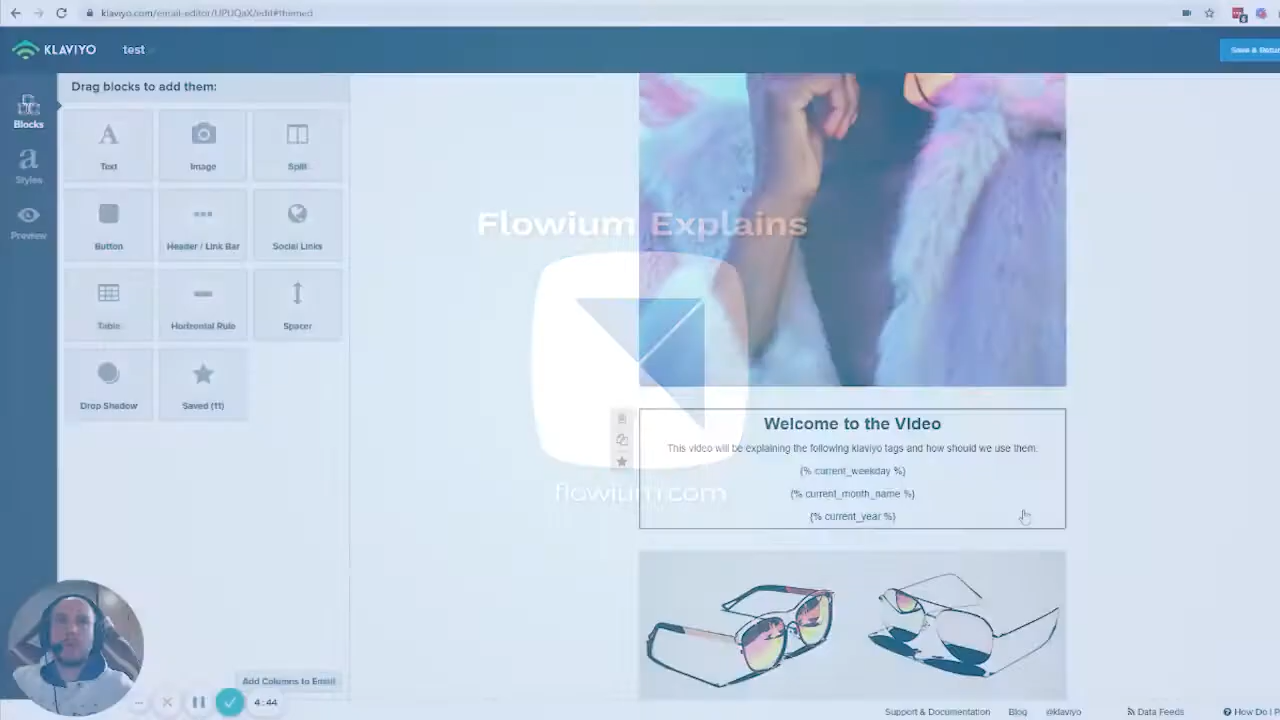 klaviyo.com/email-editor/UPUQaX/edit#themed
KLAVIYO
test
Save & Retur
Drag blocks to add them:
Blocks
Styles
Preview
Text
Image
Split
Button
Header / Link Bar
Social Links
Table
Horizontal Rule
Spacer
Drop Shadow
Saved (11)
Flowium Explains
flowium.com
Welcome to the VIdeo
This video will be explaining the following klaviyo tags and how should we use them:
{% current_weekday %}
{% current_month_name %}
{% current_year %}
Add Columns to Email
4:44
Support & Documentation
Blog
@klaviyo
Data Feeds
How Do I